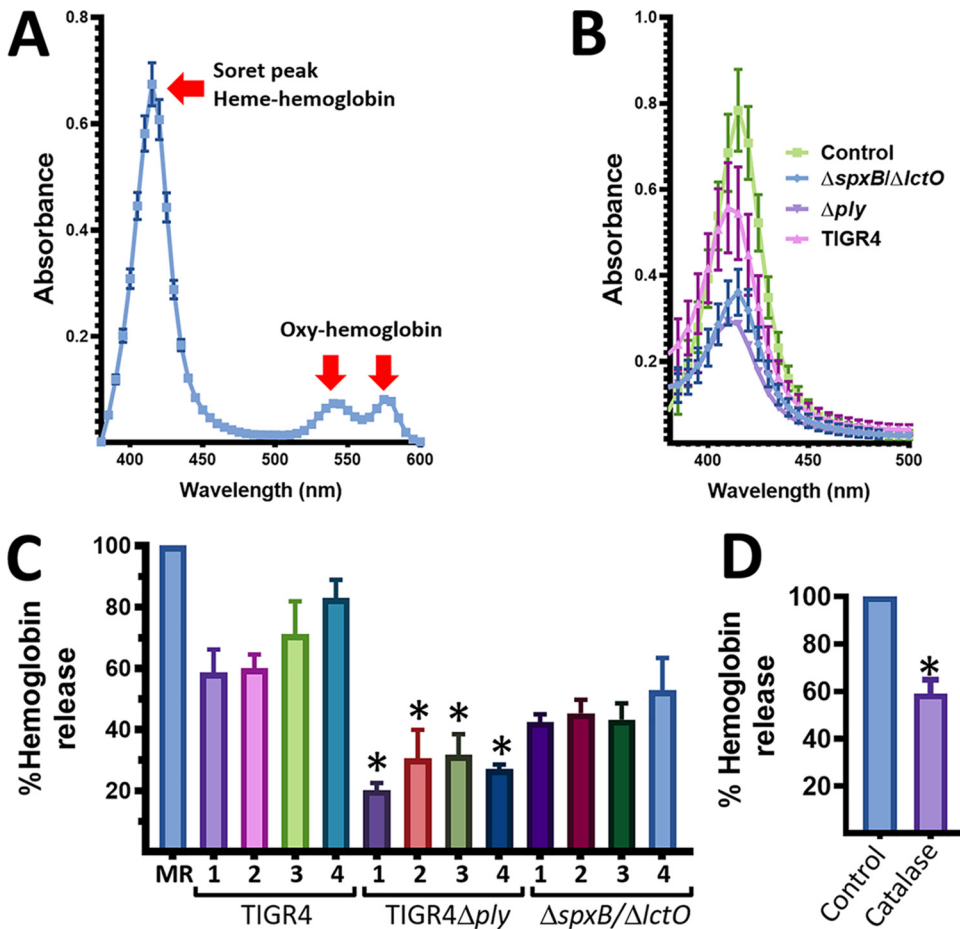 A
0.8
0.6
0.4
0.2
Absorbance
Soret peak
Heme-hemoglobin
Oxy-hemoglobin
400 450 500 550 600
Wavelength (nm)
B
1.0
0.8
0.6
0.4
0.2
Absorbance
Control
ΔspxB/ΔlctO
Δply
TIGR4
400 450 500
Wavelength (nm)
C
100
80
60
40
20
%Hemoglobin
release
* * * *
MR 1 2 3 4 1 2 3 4 1 2 3 4
TIGR4 TIGR4Δply ΔspxB/ΔlctO
D
100
80
60
40
20
% Hemoglobin
release
*
Control
Catalase